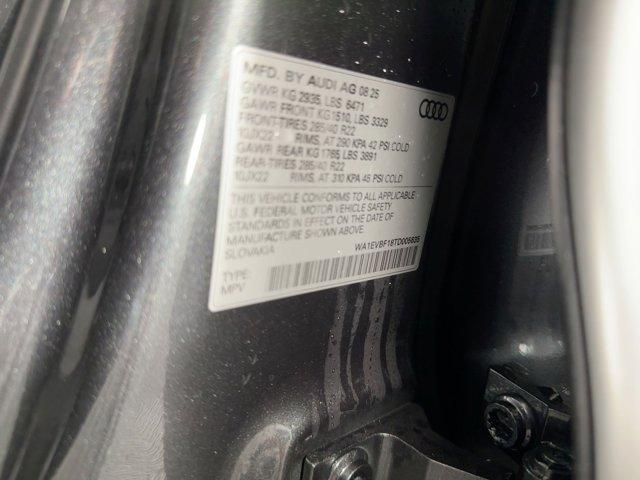 MFD. BY AUDI AG 08 25
GVWR KG 2935, LBS 6471
GAWR FRONT KG 1510, LBS 3329
FRONT-TIRES 285/40 R22
10JX22 RIMS, AT 290 KPA 42 PSI COLD
GAWR REAR KG 1765 LBS 3891
REAR-TIRES 285/40 R22
10JX22 RIMS, AT 310 KPA 45 PSI COLD
THIS VEHICLE CONFORMS TO ALL APPLICABLE
U.S. FEDERAL MOTOR VEHICLE SAFETY
STANDARDS IN EFFECT ON THE DATE OF
MANUFACTURE SHOWN ABOVE.
SLOVAKIA WA1EVBF18TD005635
TYPE:
MPV